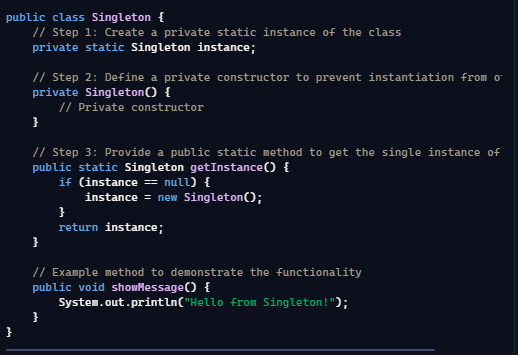 public class Singleton {
    // Step 1: Create a private static instance of the class
    private static Singleton instance;

    // Step 2: Define a private constructor to prevent instantiation from
    private Singleton() {
        // Private constructor
    }

    // Step 3: Provide a public static method to get the single instance of
    public static Singleton getInstance() {
        if (instance == null) {
            instance = new Singleton();
        }
        return instance;
    }

    // Example method to demonstrate the functionality
    public void showMessage() {
        System.out.println("Hello from Singleton!");
    }
}